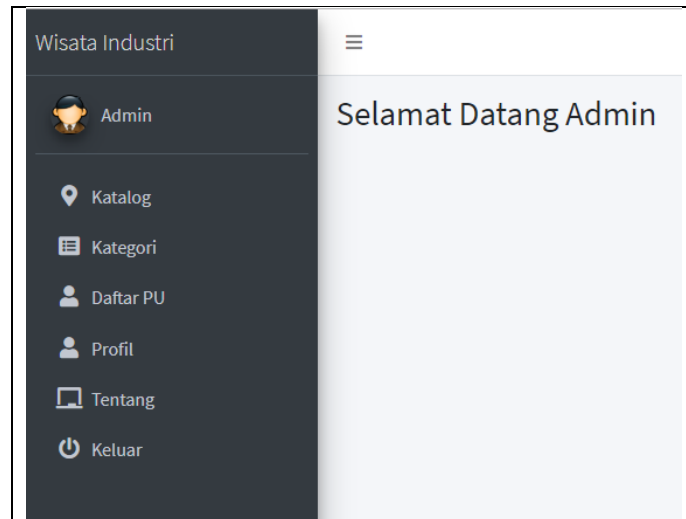 Wisata Industri
Admin
Selamat Datang Admin
Katalog
Kategori
Daftar PU
Profil
Tentang
Keluar